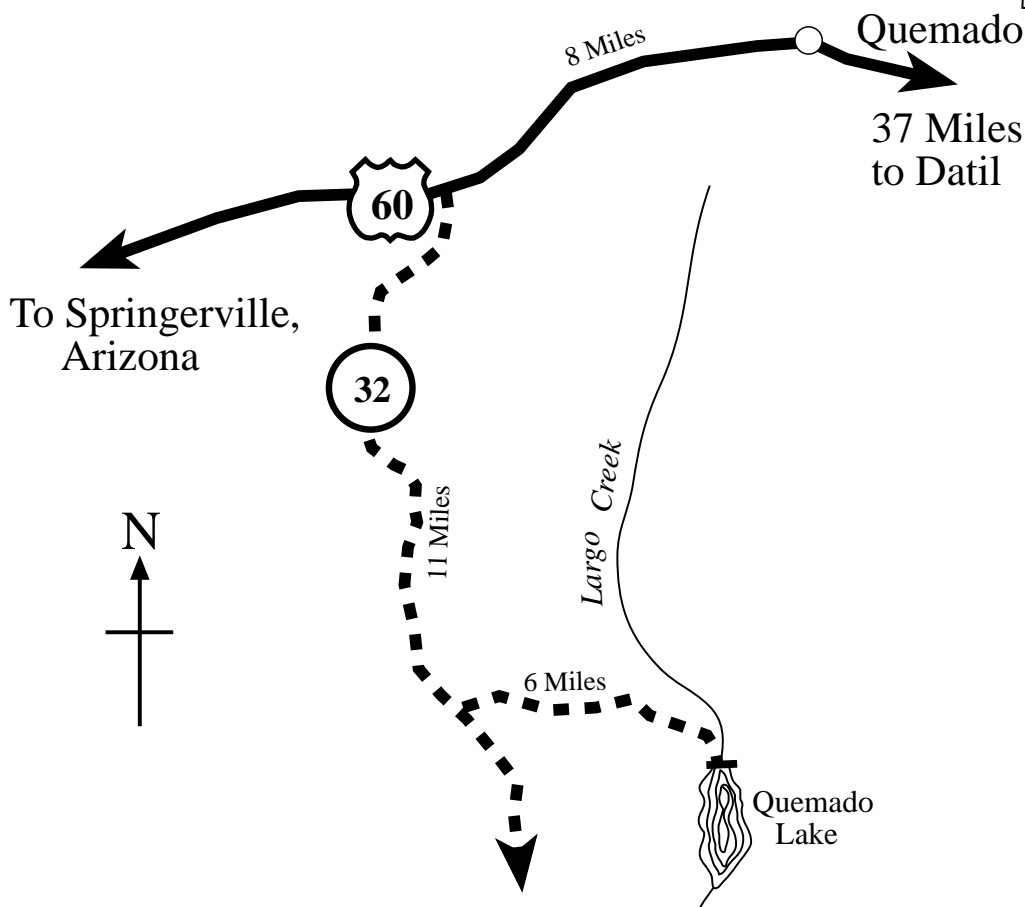 Quemado
8 Miles
37 Miles
to Datil
60
To Springerville,
Arizona
32
Largo Creek
11 Miles
N
6 Miles
Quemado
Lake